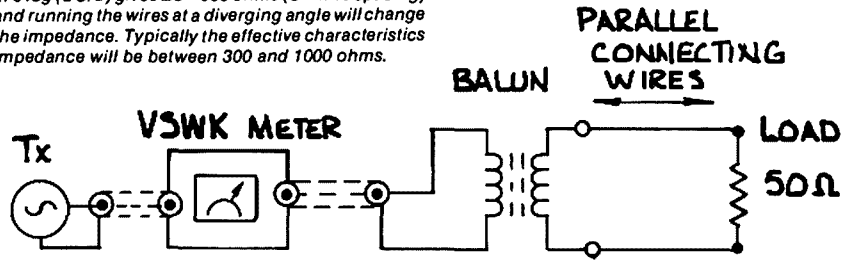 and running the wires at a diverging angle will change
the impedance. Typically the effective characteristics
impedance will be between 300 and 1000 ohms.
PARALLEL
CONNECTING
WIRES
BALUN
VSWK METER
Tx
LOAD
50Ω